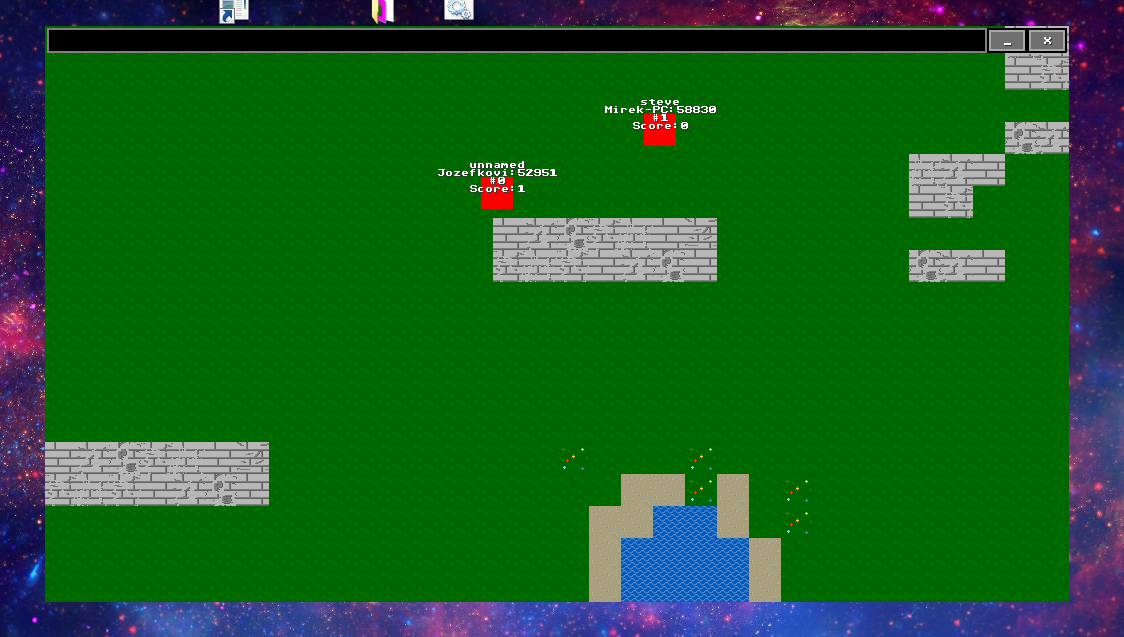 steve
Mirek-PC:58830
#1
Score:0
unnamed
Jozefkovi:52951
#0
Score:1